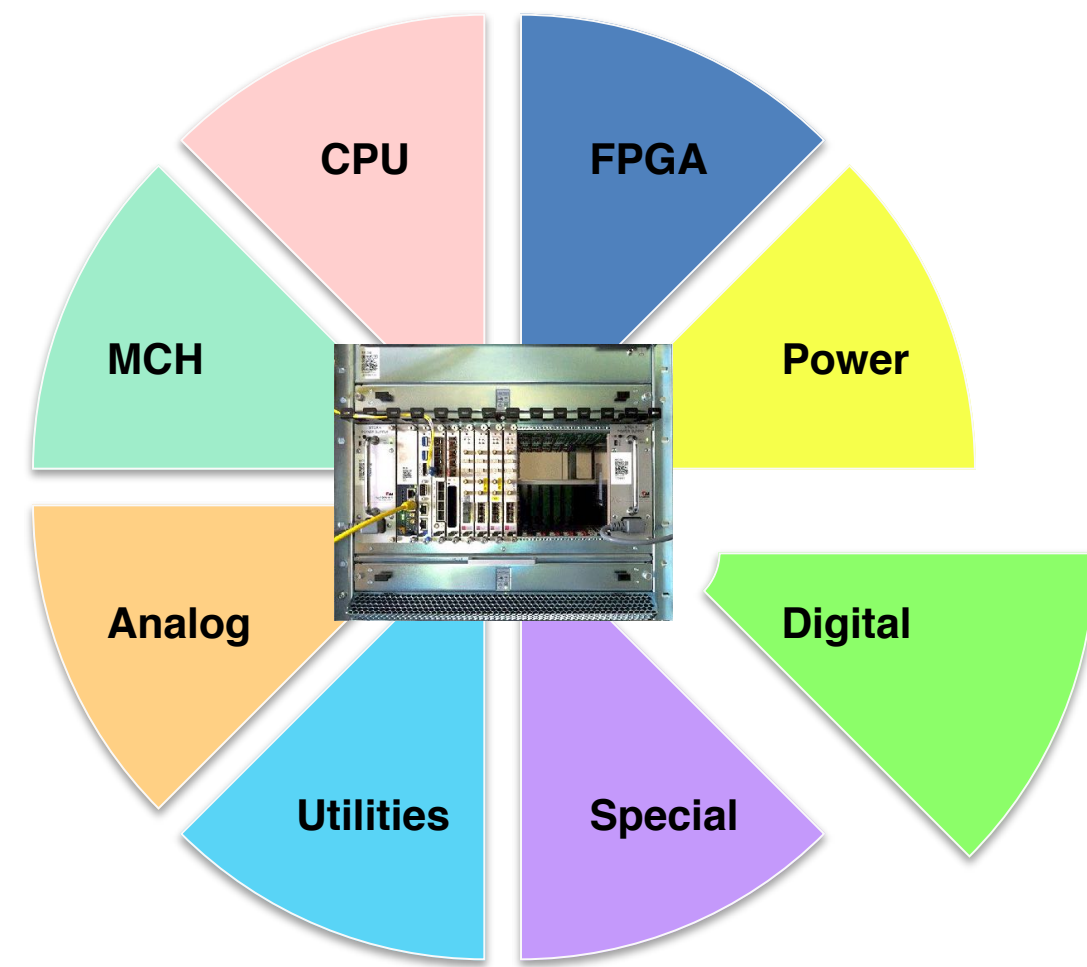 CPU
FPGA
MCH
Power
Analog
Digital
Utilities
Special